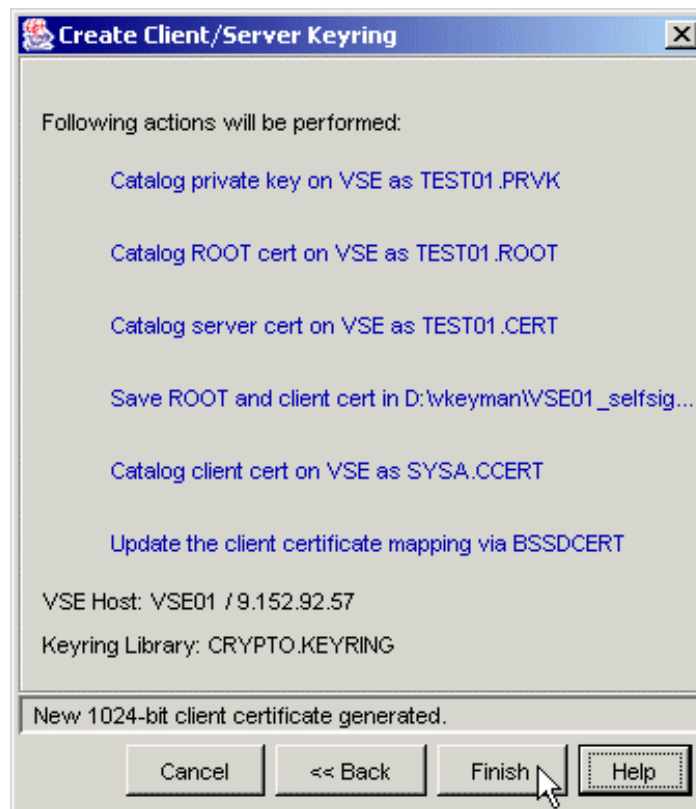 Create Client/Server Keyring
Following actions will be performed:
Catalog private key on VSE as TEST01.PRVK
Catalog ROOT cert on VSE as TEST01.ROOT
Catalog server cert on VSE as TEST01.CERT
Save ROOT and client cert in D:\vkeyman\VSE01_selfsig...
Catalog client cert on VSE as SYSA.CCERT
Update the client certificate mapping via BSSDCERT
VSE Host: VSE01 / 9.152.92.57
Keyring Library: CRYPTO.KEYRING
New 1024-bit client certificate generated.
Cancel << Back Finish Help